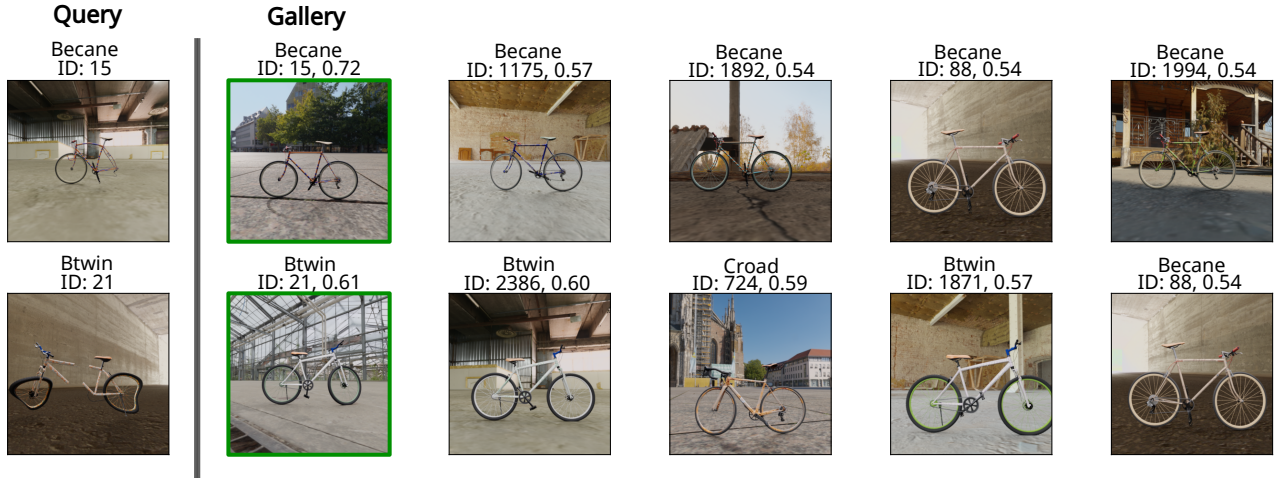 Query
Gallery
Becane
ID: 15
Becane
ID: 15, 0.72
Becane
ID: 1175, 0.57
Becane
ID: 1892, 0.54
Becane
ID: 88, 0.54
Becane
ID: 1994, 0.54
Btwin
ID: 21
Btwin
ID: 21, 0.61
Btwin
ID: 2386, 0.60
Croad
ID: 724, 0.59
Btwin
ID: 1871, 0.57
Becane
ID: 88, 0.54